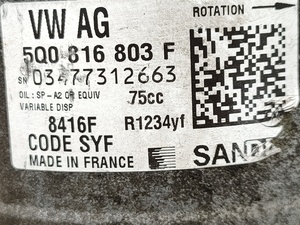 VW AG
ROTATION
5Q0 816 803 F
SN 03477312663
OIL : SP-A2 OR EQUIV 75cc
VARIABLE DISP
8416F R1234yf
CODE SYF
MADE IN FRANCE